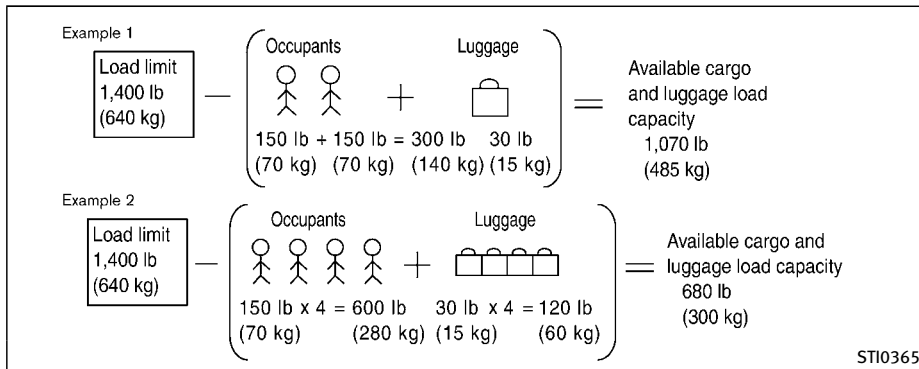 Example 1
Load limit
1,400 lb
(640 kg)
−
Occupants
+
Luggage
150 lb + 150 lb = 300 lb 30 lb
(70 kg) (70 kg) (140 kg) (15 kg)
=
Available cargo
and luggage load
capacity
1,070 lb
(485 kg)
Example 2
Load limit
1,400 lb
(640 kg)
−
Occupants
+
Luggage
150 lb x 4 = 600 lb 30 lb x 4 = 120 lb
(70 kg) (280 kg) (15 kg) (60 kg)
=
Available cargo and
luggage load capacity
680 lb
(300 kg)
STI0365